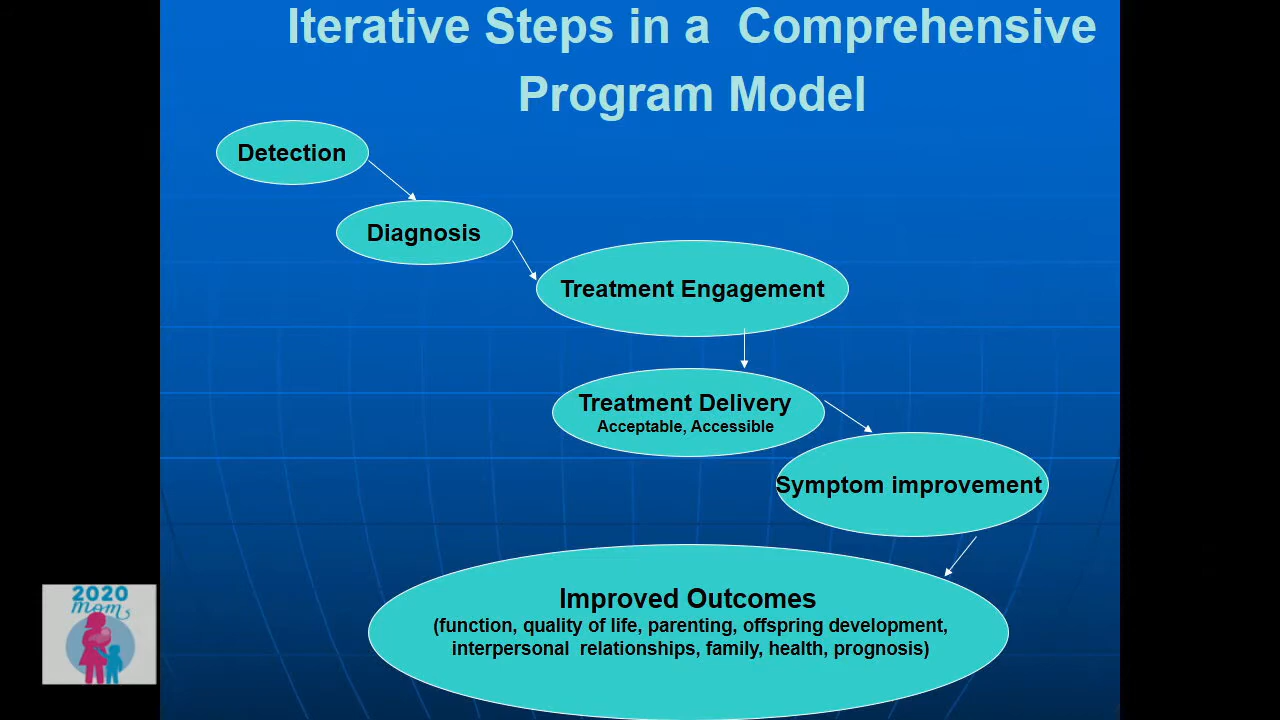 Iterative Steps in a Comprehensive
Program Model
Detection
Diagnosis
Treatment Engagement
Treatment Delivery
Acceptable, Accessible
Symptom improvement
Improved Outcomes
(function, quality of life, parenting, offspring development,
interpersonal relationships, family, health, prognosis)
2020
mom